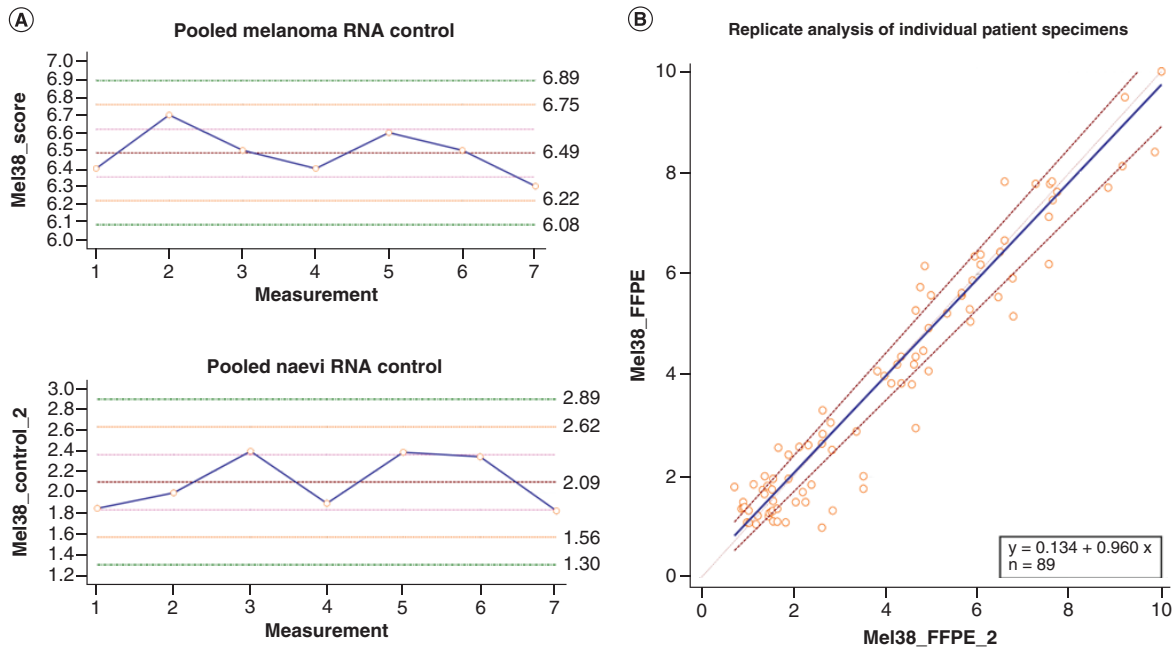 A
Pooled melanoma RNA control
Mel38_score
7.0
6.9
6.8
6.7
6.6
6.5
6.4
6.3
6.2
6.1
6.0
6.89
6.75
6.49
6.22
6.08
1 2 3 4 5 6 7
Measurement
Pooled naevi RNA control
Mel38_control_2
3.0
2.8
2.6
2.4
2.2
2.0
1.8
1.6
1.4
1.2
2.89
2.62
2.09
1.56
1.30
1 2 3 4 5 6 7
Measurement
B
Replicate analysis of individual patient specimens
Mel38_FFPE
10
8
6
4
2
0
y = 0.134 + 0.960 x
n = 89
0 2 4 6 8 10
Mel38_FFPE_2